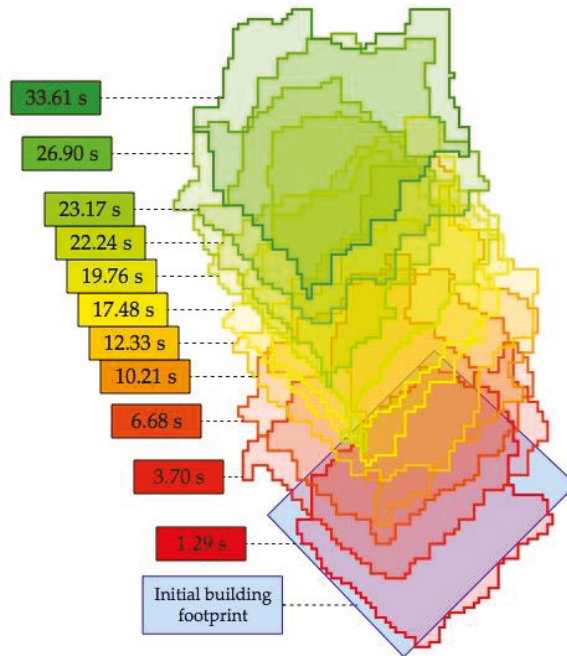 33.61 s
26.90 s
23.17 s
22.24 s
19.76 s
17.48 s
12.33 s
10.21 s
6.68 s
3.70 s
1.29 s
Initial building
footprint